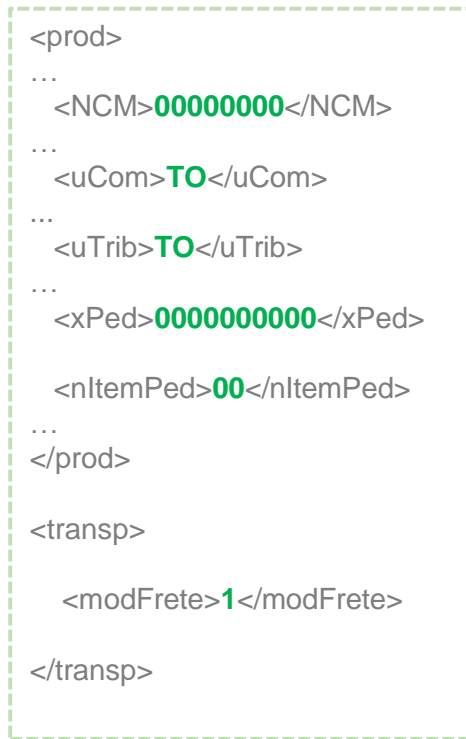 <prod>
…
<NCM>00000000</NCM>
…
<uCom>TO</uCom>
...
<uTrib>TO</uTrib>
…
<xPed>0000000000</xPed>
<nItemPed>00</nItemPed>
…
</prod>
<transp>
<modFrete>1</modFrete>
</transp>